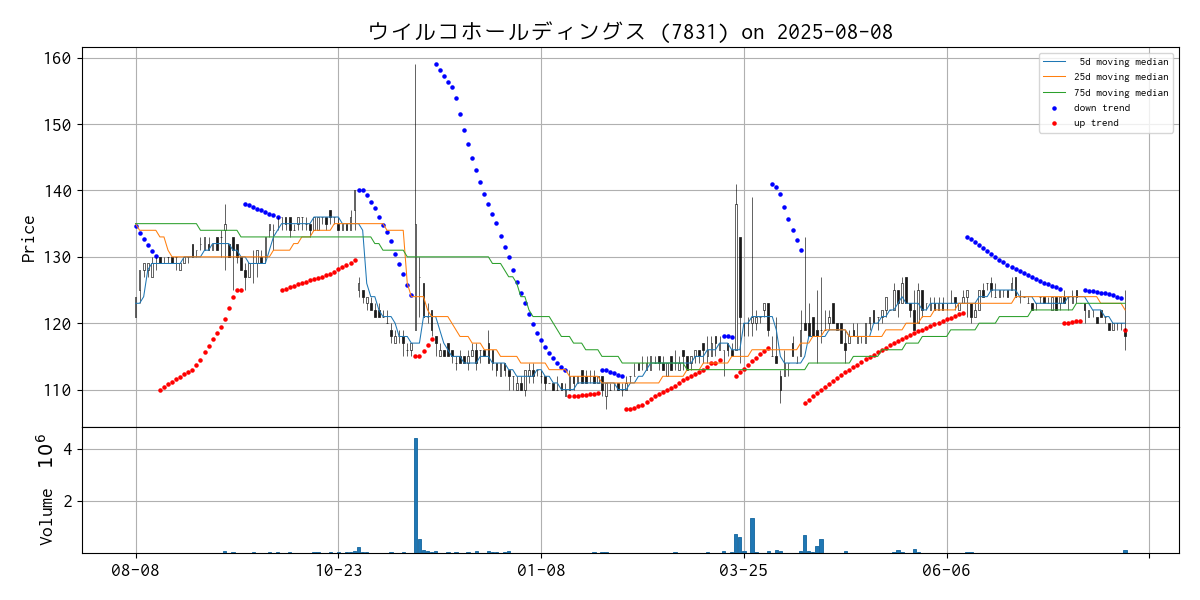 ウイルコホールディングス (7831) on 2025-08-08
160
150
140
130
120
110
Price
5d moving median
25d moving median
75d moving median
down trend
up trend
4
2
Volume 10⁶
08-08
10-23
01-08
03-25
06-06